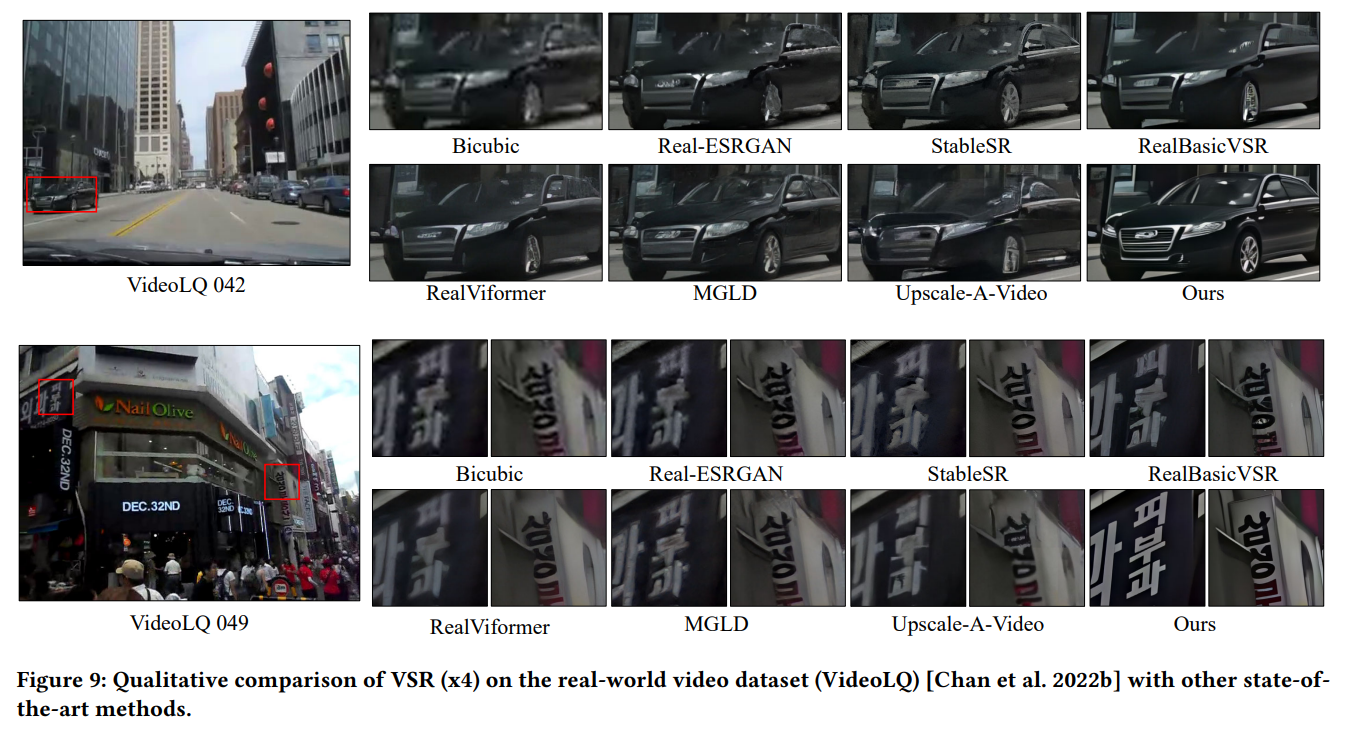 Bicubic
Real-ESRGAN
StableSR
RealBasicVSR
RealViformer
MGLD
Upscale-A-Video
Ours
VideoLQ 042
NailOlive
Nail
DEC.32ND
DEC.32ND
DEC.
32ND
VideoLQ 049
Bicubic
Real-ESRGAN
StableSR
RealBasicVSR
피부과
RealViformer
MGLD
Upscale-A-Video
Ours
Figure 9: Qualitative comparison of VSR (x4) on the real-world video dataset (VideoLQ) [Chan et al. 2022b] with other state-of-
the-art methods.